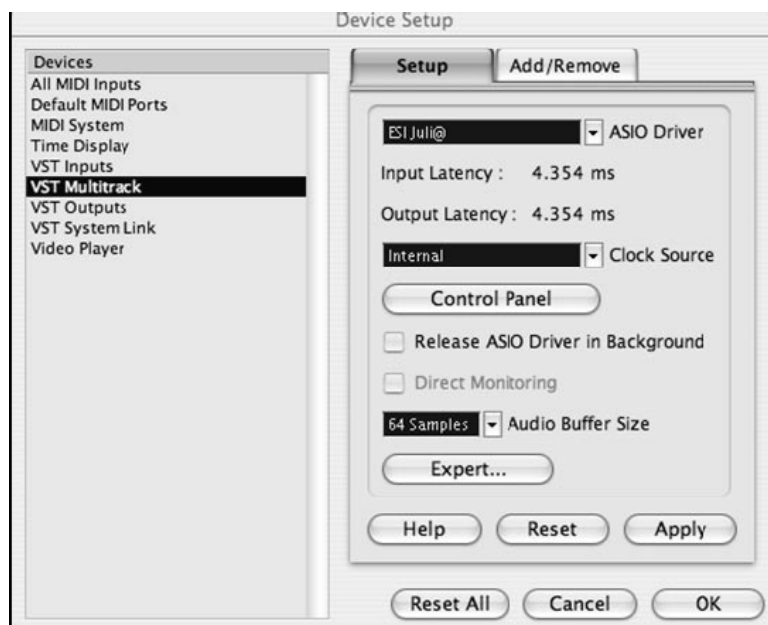 Device Setup
Devices
All MIDI Inputs
Default MIDI Ports
MIDI System
Time Display
VST Inputs
VST Multitrack
VST Outputs
VST System Link
Video Player
Setup
Add/Remove
ESI Juli@ ASIO Driver
Input Latency : 4.354 ms
Output Latency : 4.354 ms
Internal Clock Source
Control Panel
Release ASIO Driver in Background
Direct Monitoring
64 Samples Audio Buffer Size
Expert...
Help Reset Apply
Reset All Cancel OK